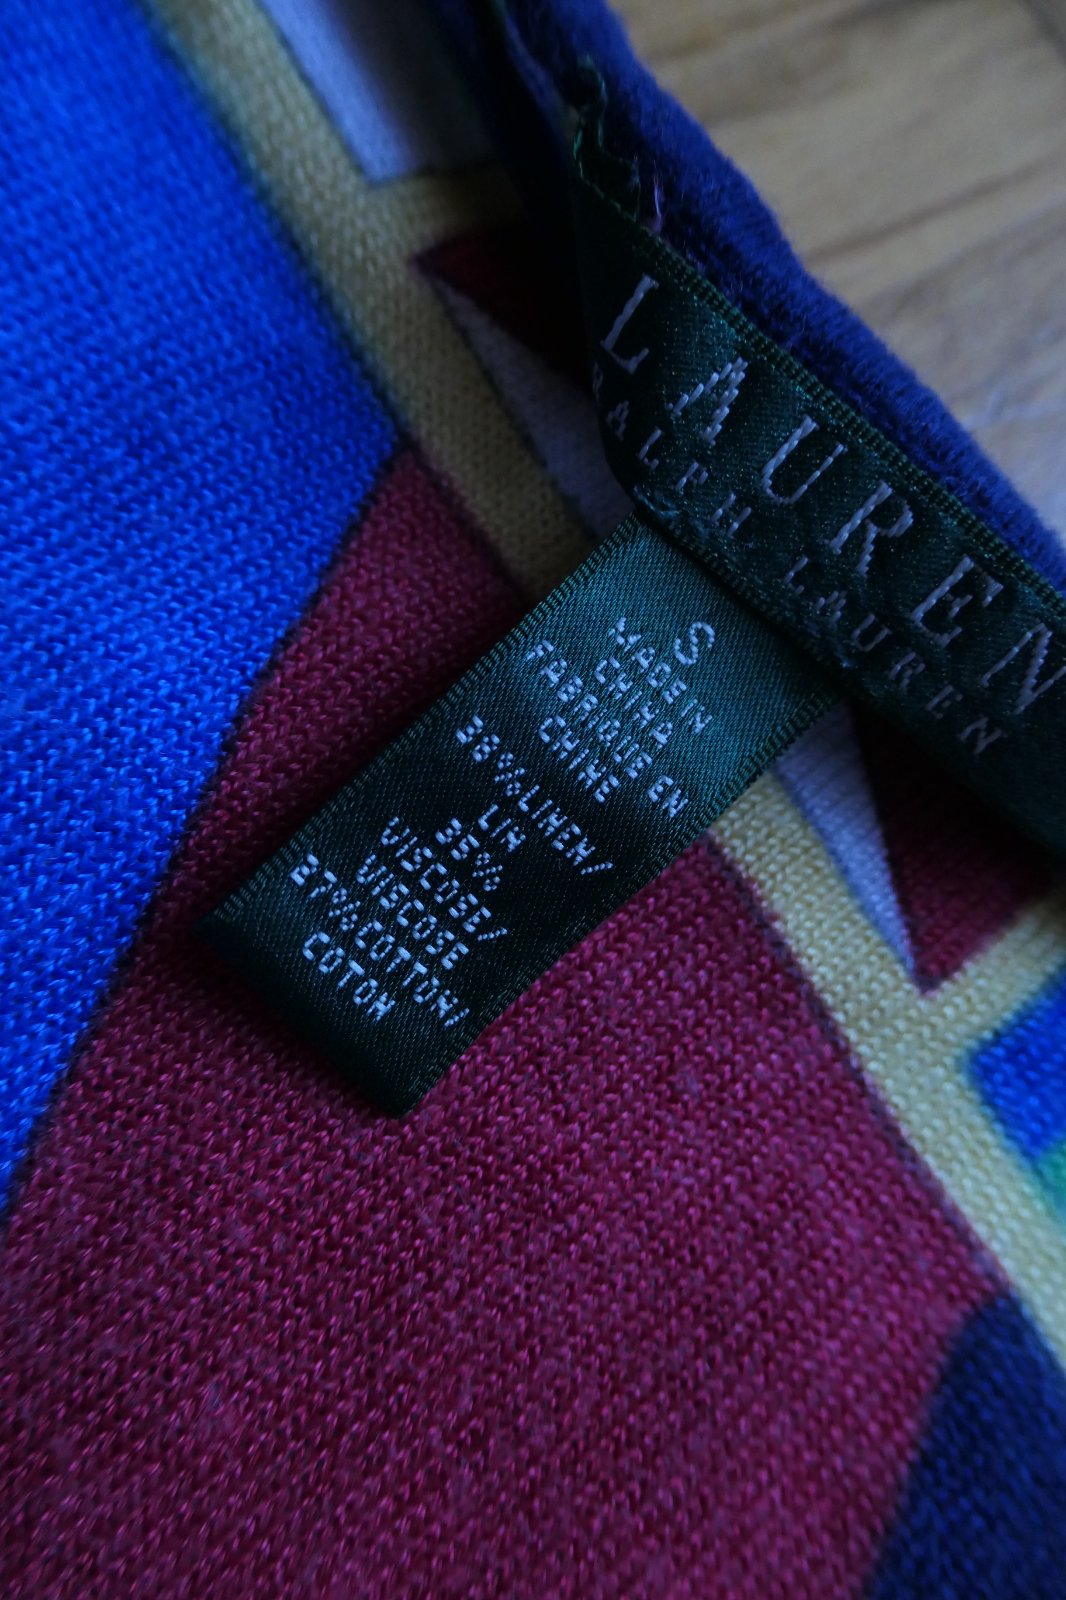 LAUREN
RALPH LAUREN
S
MADE IN
CHINA
FABRIQUE EN
CHINE
38%LINEN/
LIN
35%
VISCOSE/
VISCOSE
27%COTTON/
COTON